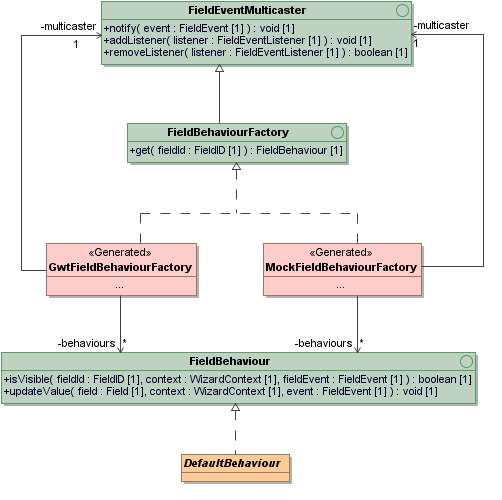 FieldEventMulticaster
-multicaster
-multicaster
+notify( event : FieldEvent [1] ) : void [1]
1
+addListener( listener : FieldEventListener [1] ) : void [1]
1
+removeListener( listener : FieldEventListener [1] ) : boolean [1]
FieldBehaviourFactory
+get( fieldId : FieldID [1] ) : FieldBehaviour [1]
«Generated»
GwtFieldBehaviourFactory
...
«Generated»
MockFieldBehaviourFactory
...
-behaviours *
-behaviours *
FieldBehaviour
+isVisible( fieldId : FieldID [1], context : WizardContext [1], fieldEvent : FieldEvent [1] ) : boolean [1]
+updateValue( field : Field [1], context : WizardContext [1], event : FieldEvent [1] ) : void [1]
DefaultBehaviour